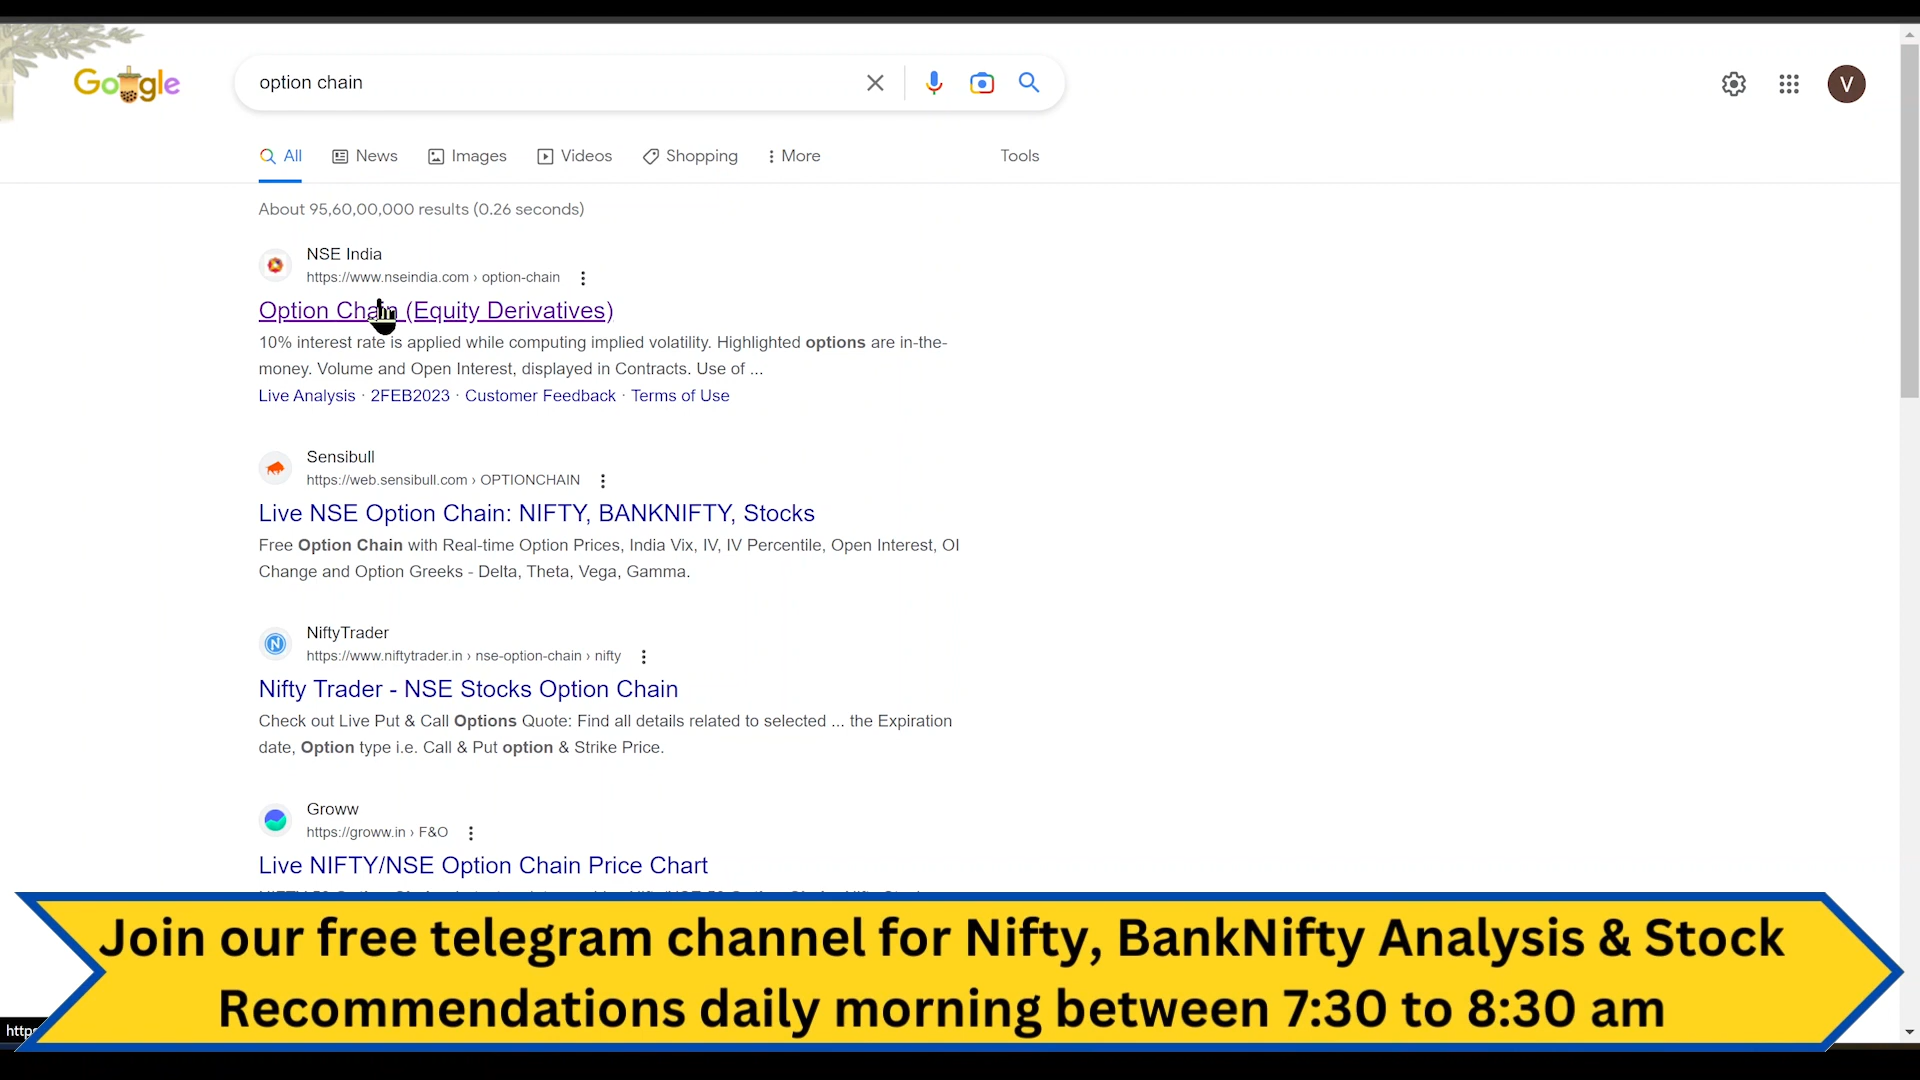 Google
option chain
V
All
News
Images
Videos
Shopping
More
Tools
About 95,60,00,000 results (0.26 seconds)
NSE India
https://www.nseindia.com › option-chain
Option Chain (Equity Derivatives)
10% interest rate is applied while computing implied volatility. Highlighted options are in-the-
money. Volume and Open Interest, displayed in Contracts. Use of ...
Live Analysis · 2FEB2023 · Customer Feedback · Terms of Use
Sensibull
https://web.sensibull.com › OPTIONCHAIN
Live NSE Option Chain: NIFTY, BANKNIFTY, Stocks
Free Option Chain with Real-time Option Prices, India Vix, IV, IV Percentile, Open Interest, OI
Change and Option Greeks - Delta, Theta, Vega, Gamma.
N
NiftyTrader
https://www.niftytrader.in › nse-option-chain › nifty
Nifty Trader - NSE Stocks Option Chain
Check out Live Put & Call Options Quote: Find all details related to selected ... the Expiration
date, Option type i.e. Call & Put option & Strike Price.
Groww
https://groww.in › F&O
Live NIFTY/NSE Option Chain Price Chart
Join our free telegram channel for Nifty, BankNifty Analysis & Stock
Recommendations daily morning between 7:30 to 8:30 am